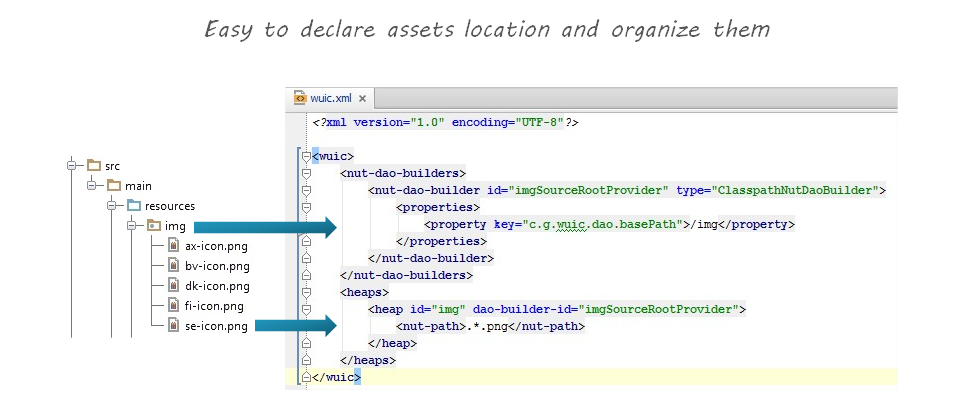 Easy to declare assets location and organize them
wuic.xml
<?xml version="1.0" encoding="UTF-8"?>
<wuic>
<nut-dao-builders>
<nut-dao-builder id="imgSourceRootProvider" type="ClasspathNutDaoBuilder">
<properties>
<property key="c.g.wuic.dao.basePath">/img</property>
</properties>
</nut-dao-builder>
</nut-dao-builders>
<heaps>
<heap id="img" dao-builder-id="imgSourceRootProvider">
<nut-path>.*.png</nut-path>
</heap>
</heaps>
</wuic>
src
main
resources
img
ax-icon.png
bv-icon.png
dk-icon.png
fi-icon.png
se-icon.png